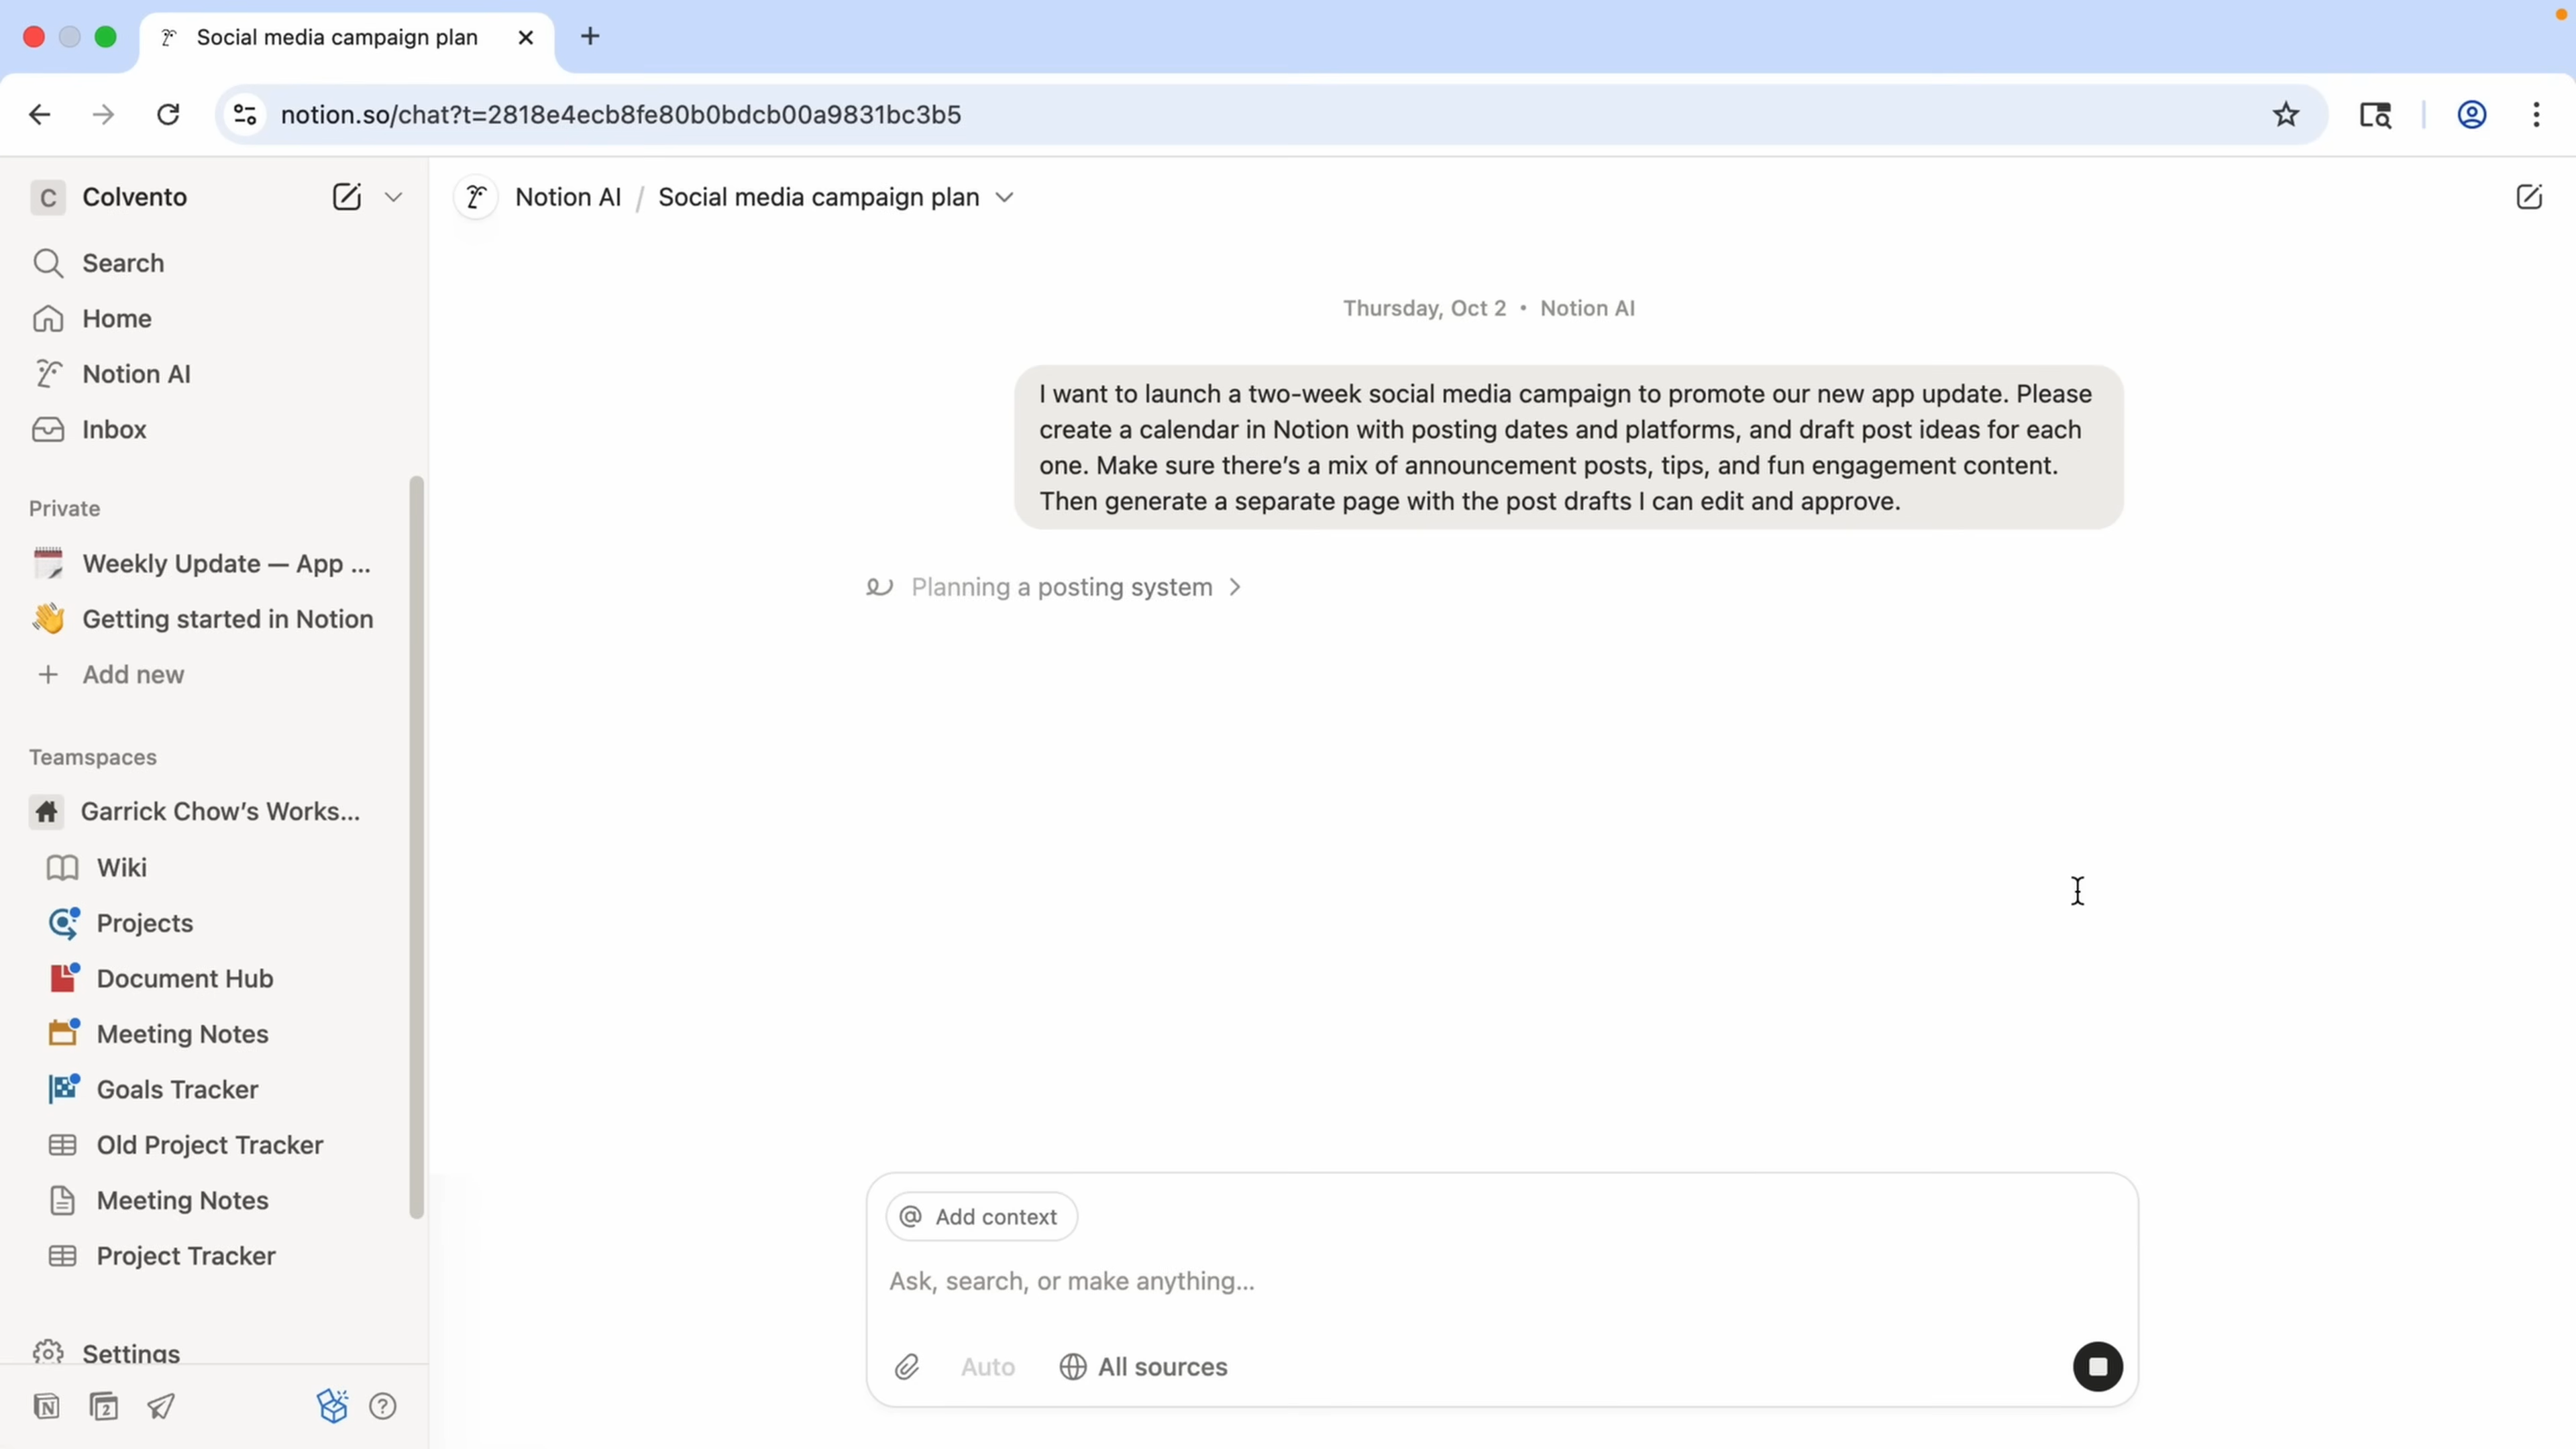 Social media campaign plan
notion.so/chat?t=2818e4ecb8fe80b0bdcb00a9831bc3b5
C Colvento
Notion AI / Social media campaign plan
Search
Home
Notion AI
Inbox
Private
Weekly Update — App ...
Getting started in Notion
Add new
Teamspaces
Garrick Chow's Works...
Wiki
Projects
Document Hub
Meeting Notes
Goals Tracker
Old Project Tracker
Meeting Notes
Project Tracker
Settings
2
Thursday, Oct 2 • Notion AI
I want to launch a two-week social media campaign to promote our new app update. Please
create a calendar in Notion with posting dates and platforms, and draft post ideas for each
one. Make sure there's a mix of announcement posts, tips, and fun engagement content.
Then generate a separate page with the post drafts I can edit and approve.
Planning a posting system
@ Add context
Ask, search, or make anything...
Auto
All sources